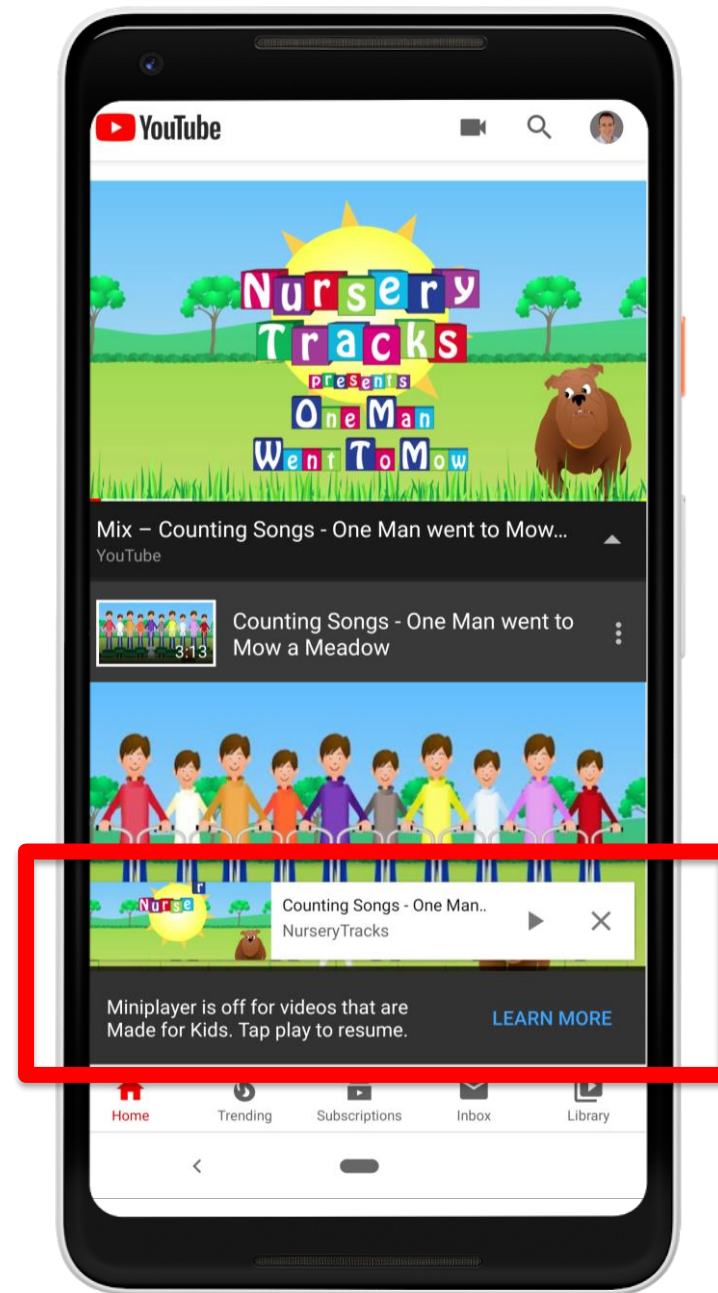 YouTube
Nursery
Tracks
presents
One Man
Went To Mow
Mix – Counting Songs - One Man went to Mow...
YouTube
3:13
Counting Songs - One Man went to
Mow a Meadow
Nurse
r
Counting Songs - One Man..
NurseryTracks
Miniplayer is off for videos that are
Made for Kids. Tap play to resume.
LEARN MORE
Home
Trending
Subscriptions
Inbox
Library